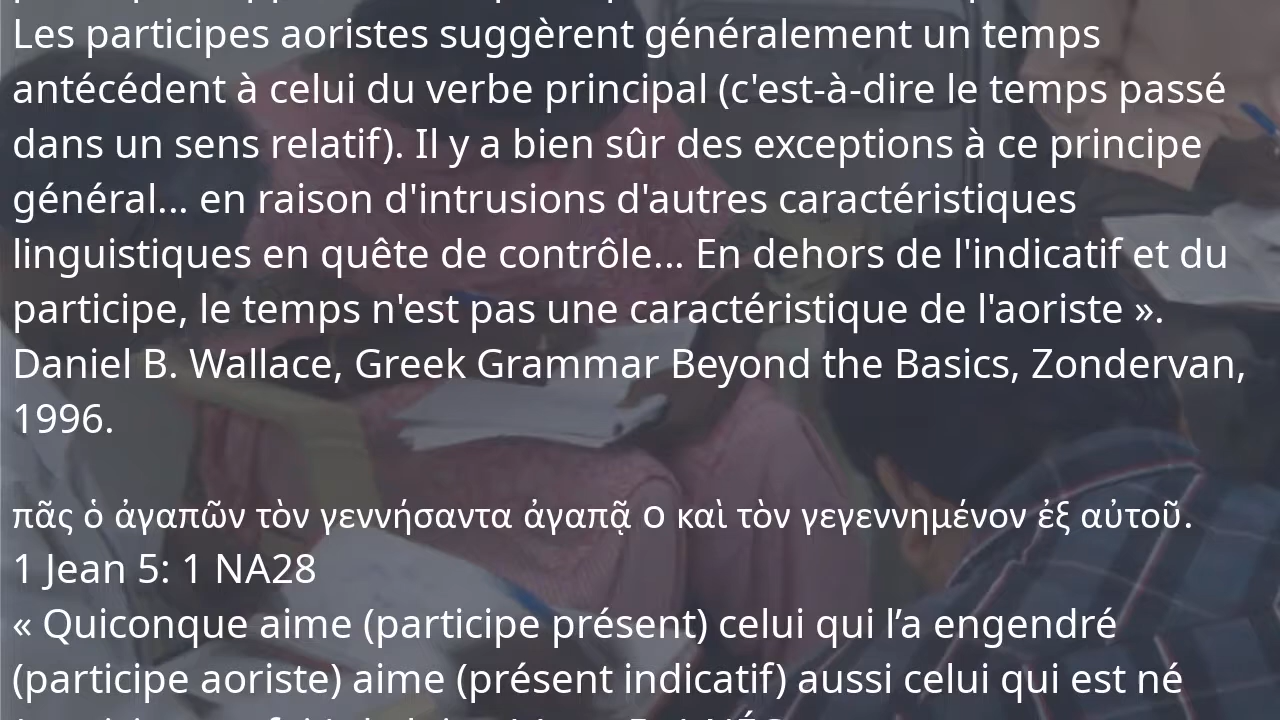 Les participes aoristes suggèrent généralement un temps
antécédent à celui du verbe principal (c'est-à-dire le temps passé
dans un sens relatif). Il y a bien sûr des exceptions à ce principe
général... en raison d'intrusions d'autres caractéristiques
linguistiques en quête de contrôle... En dehors de l'indicatif et du
participe, le temps n'est pas une caractéristique de l'aoriste ».
Daniel B. Wallace, Greek Grammar Beyond the Basics, Zondervan,
1996.
πᾶς ὁ ἀγαπῶν τὸν γεννήσαντα ἀγαπᾷ o καὶ τὸν γεγεννημένον ἐξ αὐτοῦ.
1 Jean 5: 1 NA28
« Quiconque aime (participe présent) celui qui l’a engendré
(participe aoriste) aime (présent indicatif) aussi celui qui est né